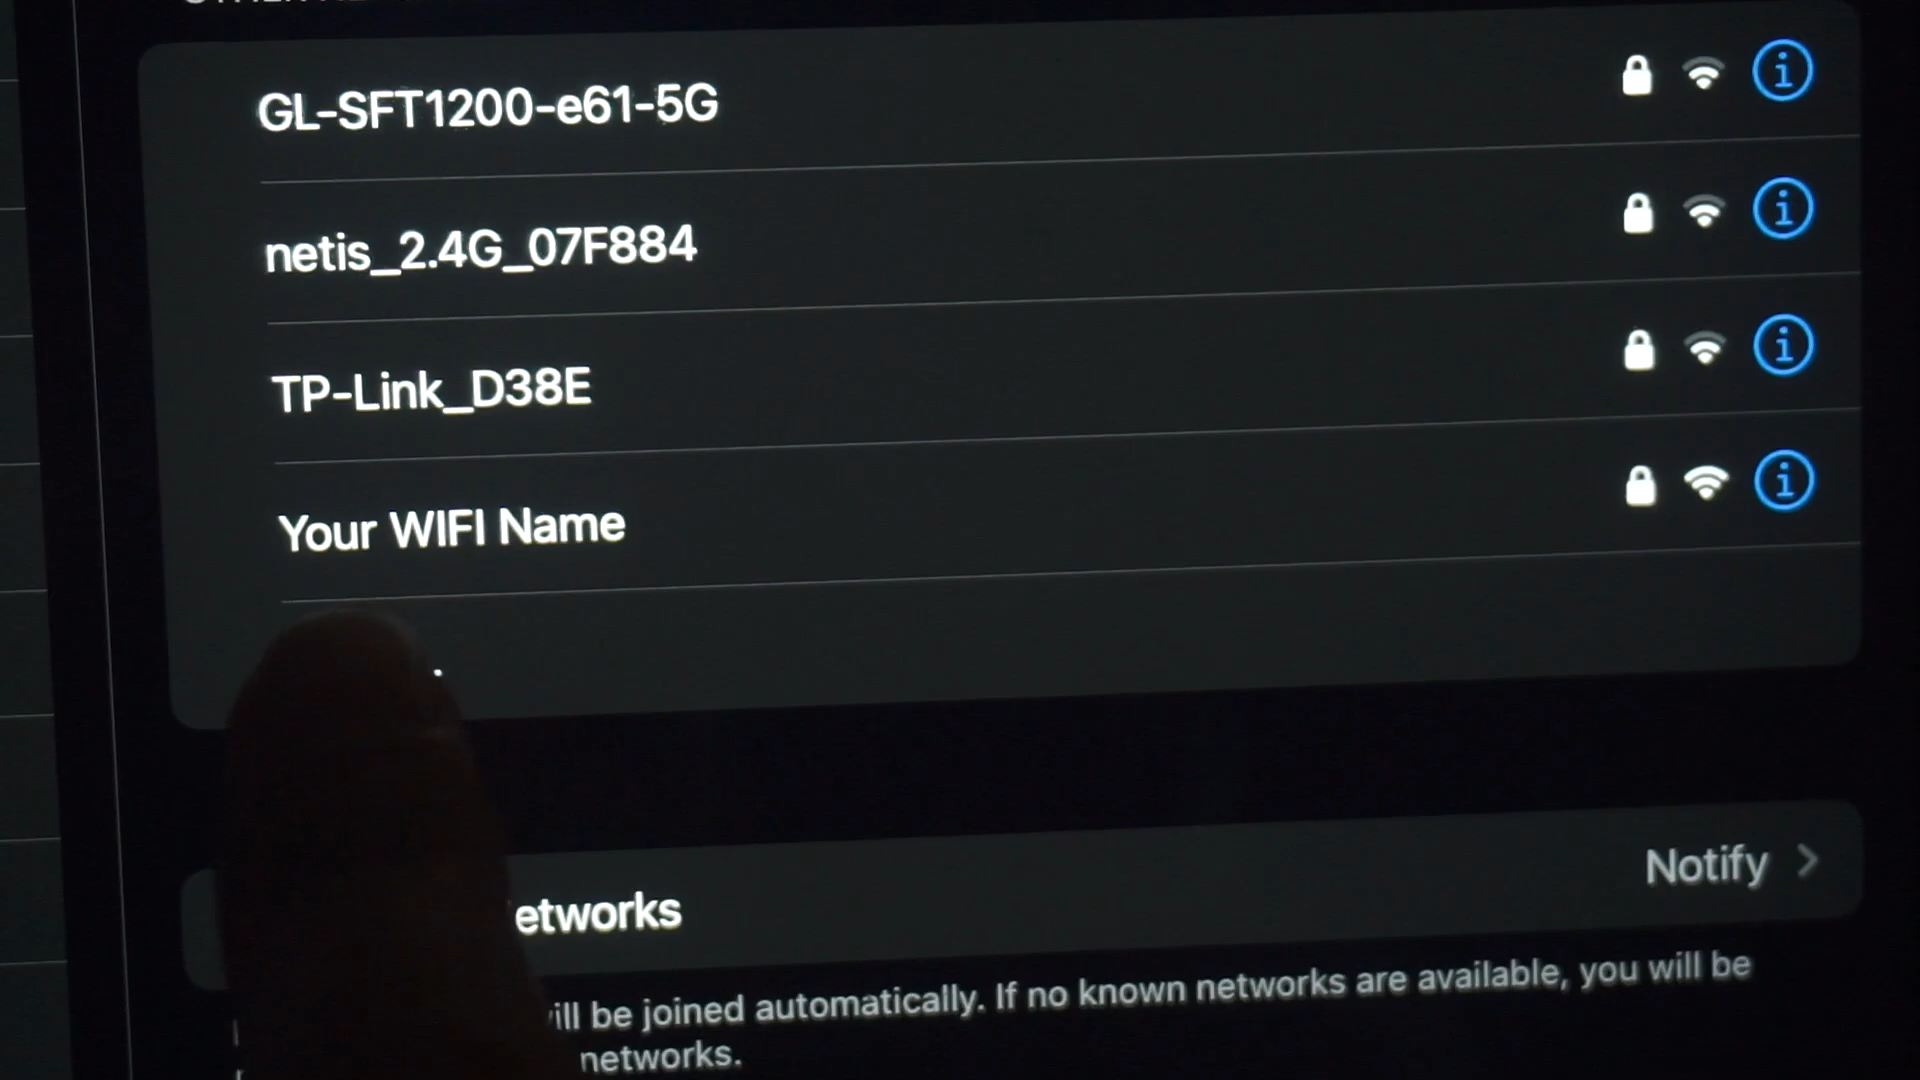 GL-SFT1200-e61-5G
netis_2.4G_07F884
TP-Link_D38E
Your WIFI Name
etworks
Notify
ill be joined automatically. If no known networks are available, you will be
networks.